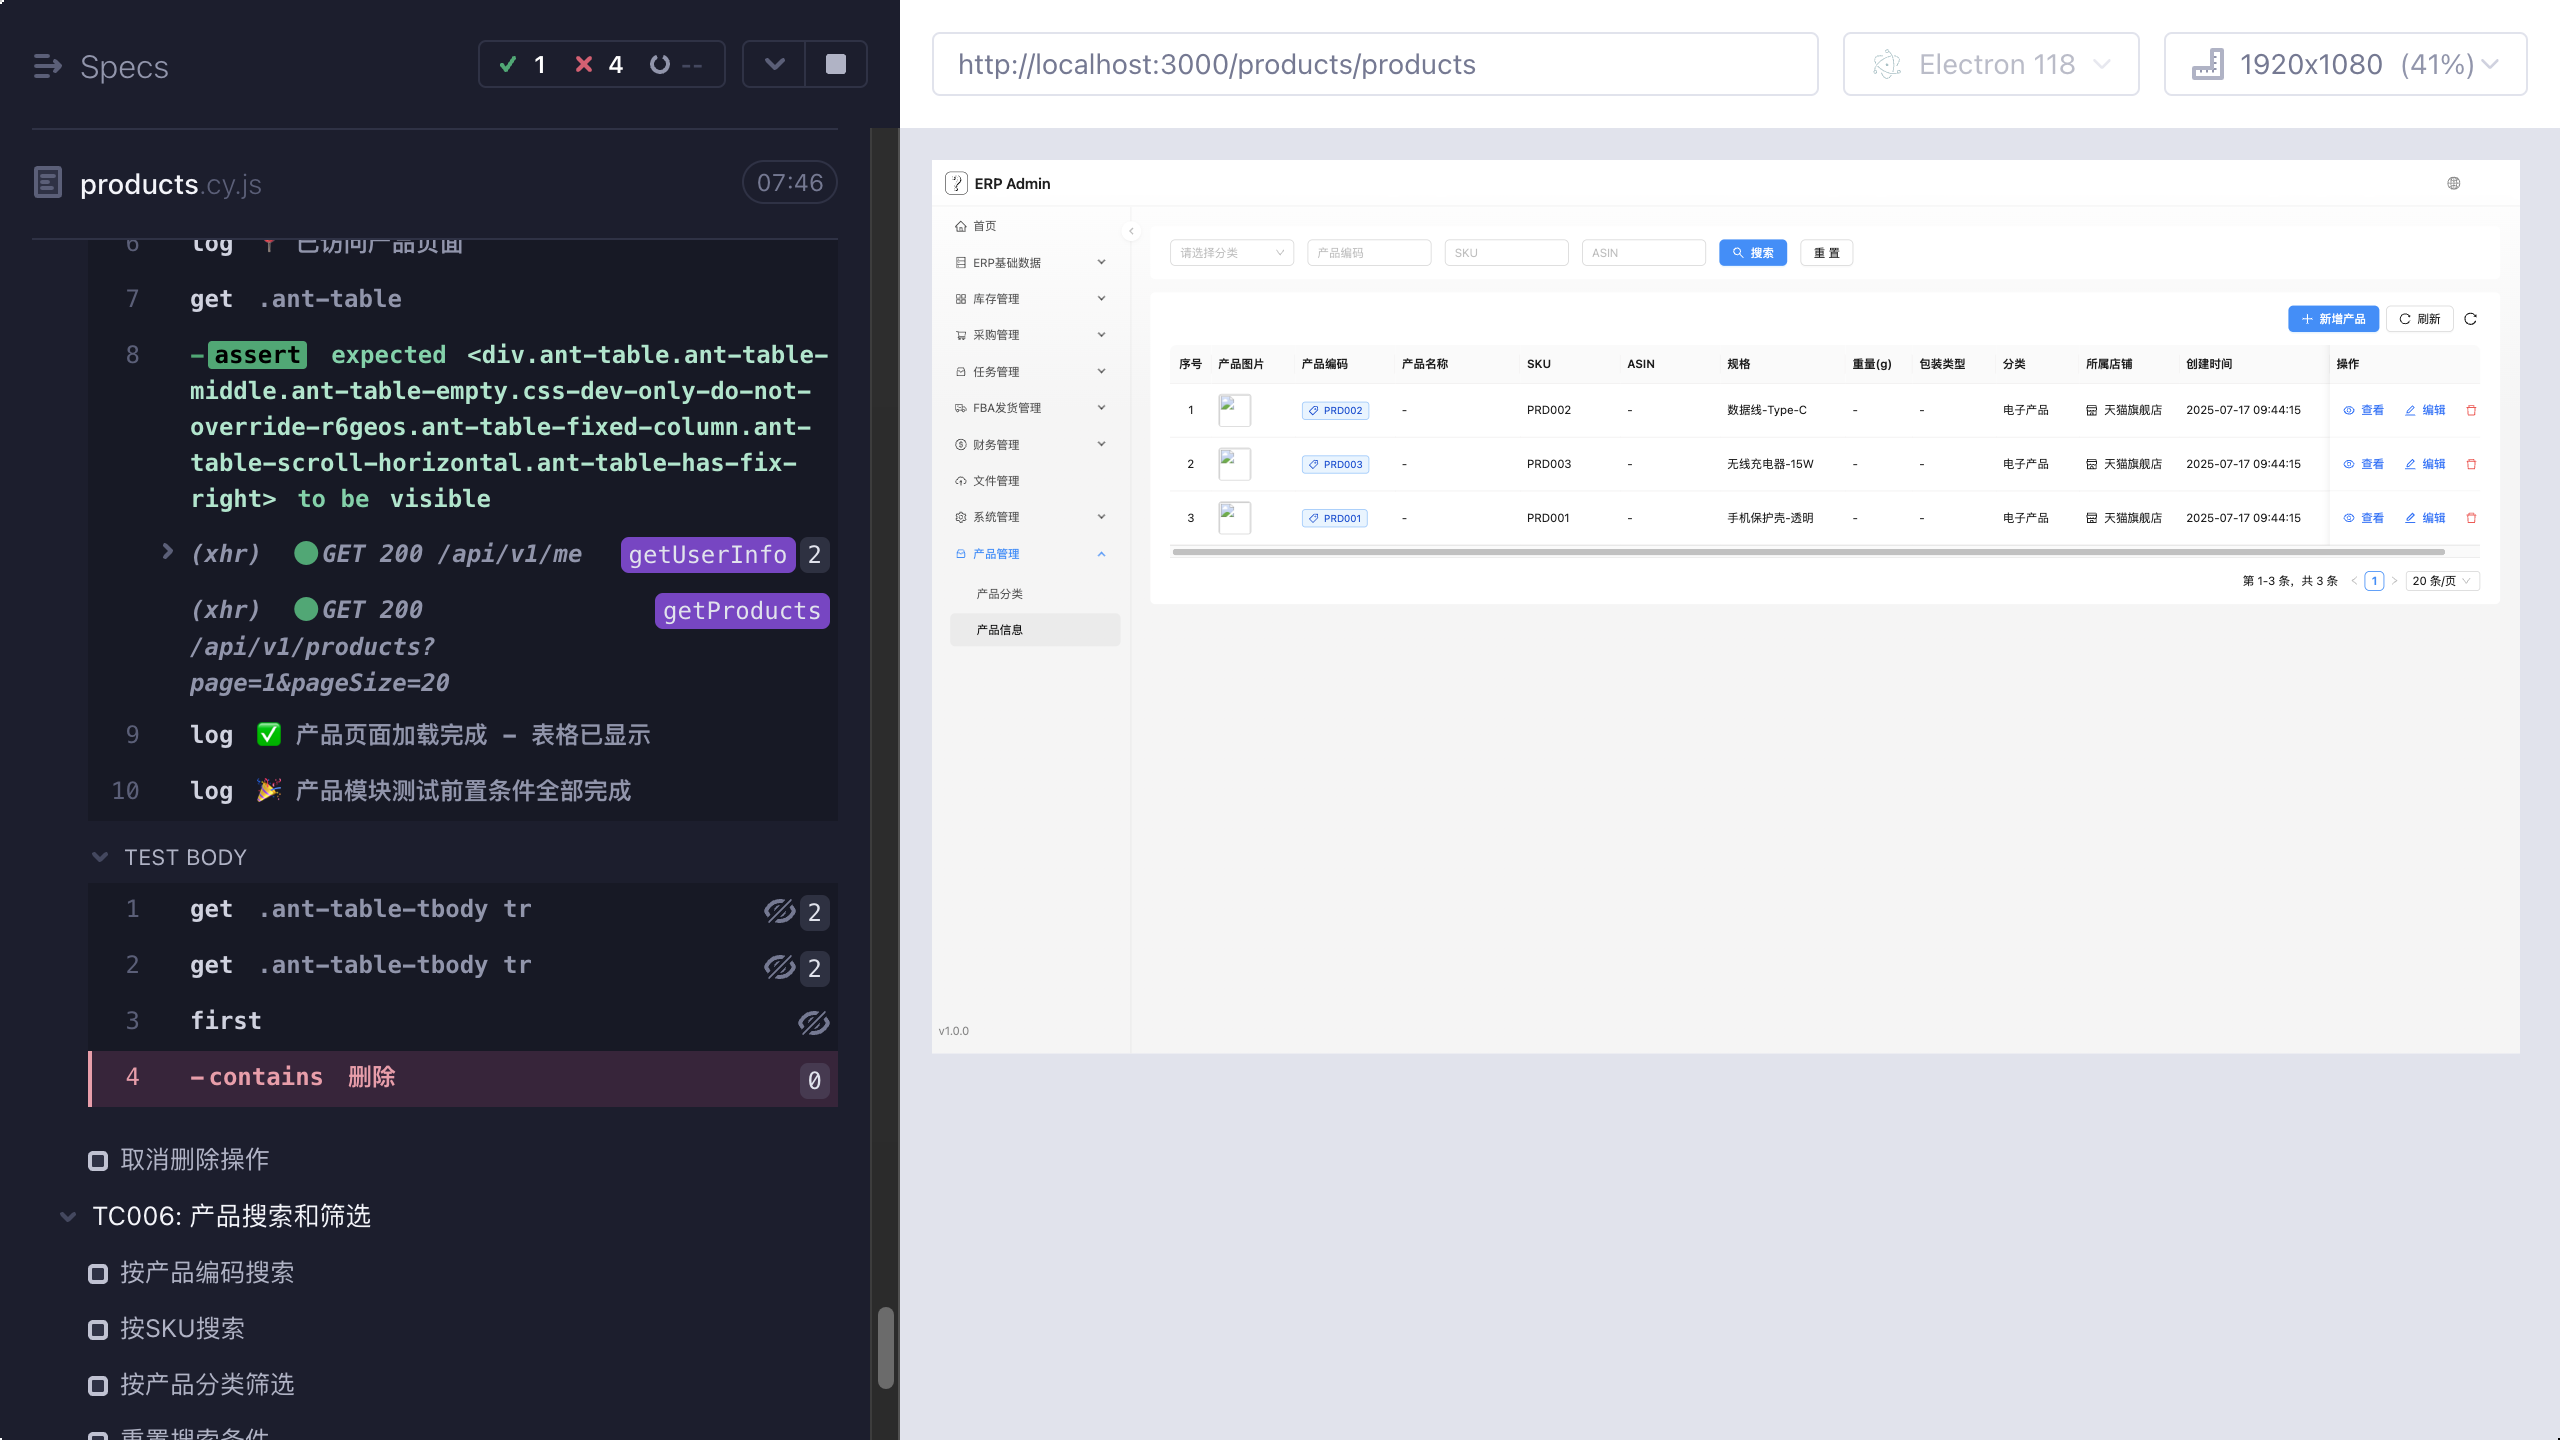 Specs
1
4
--
products.cy.js
07:46
6 log 已访问产品页面
7 get .ant-table
8 -assert expected <div.ant-table.ant-table-
middle.ant-table-empty.css-dev-only-do-not-
override-r6geos.ant-table-fixed-column.ant-
table-scroll-horizontal.ant-table-has-fix-
right> to be visible
(xhr) GET 200 /api/v1/me getUserInfo 2
(xhr) GET 200 getProducts
/api/v1/products?
page=1&pageSize=20
9 log ✅ 产品页面加载完成 - 表格已显示
10 log 🎉 产品模块测试前置条件全部完成
TEST BODY
1 get .ant-table-tbody tr 2
2 get .ant-table-tbody tr 2
3 first
4 -contains 删除 0
取消删除操作
TC006: 产品搜索和筛选
按产品编码搜索
按SKU搜索
按产品分类筛选
重置搜索条件
http://localhost:3000/products/products
Electron 118
1920x1080 (41%)
ERP Admin
首页
ERP基础数据
库存管理
采购管理
任务管理
FBA发货管理
财务管理
文件管理
系统管理
产品管理
产品分类
产品信息
v1.0.0
请选择分类 产品编码 SKU ASIN 搜索 重置
新增产品 刷新
序号 产品图片 产品编码 产品名称 SKU ASIN 规格 重量(g) 包装类型 分类 所属店铺 创建时间 操作
1 PRD002 - PRD002 - 数据线-Type-C - - 电子产品 天猫旗舰店 2025-07-17 09:44:15 查看 编辑
2 PRD003 - PRD003 - 无线充电器-15W - - 电子产品 天猫旗舰店 2025-07-17 09:44:15 查看 编辑
3 PRD001 - PRD001 - 手机保护壳-透明 - - 电子产品 天猫旗舰店 2025-07-17 09:44:15 查看 编辑
第 1-3 条，共 3 条 < 1 > 20 条/页